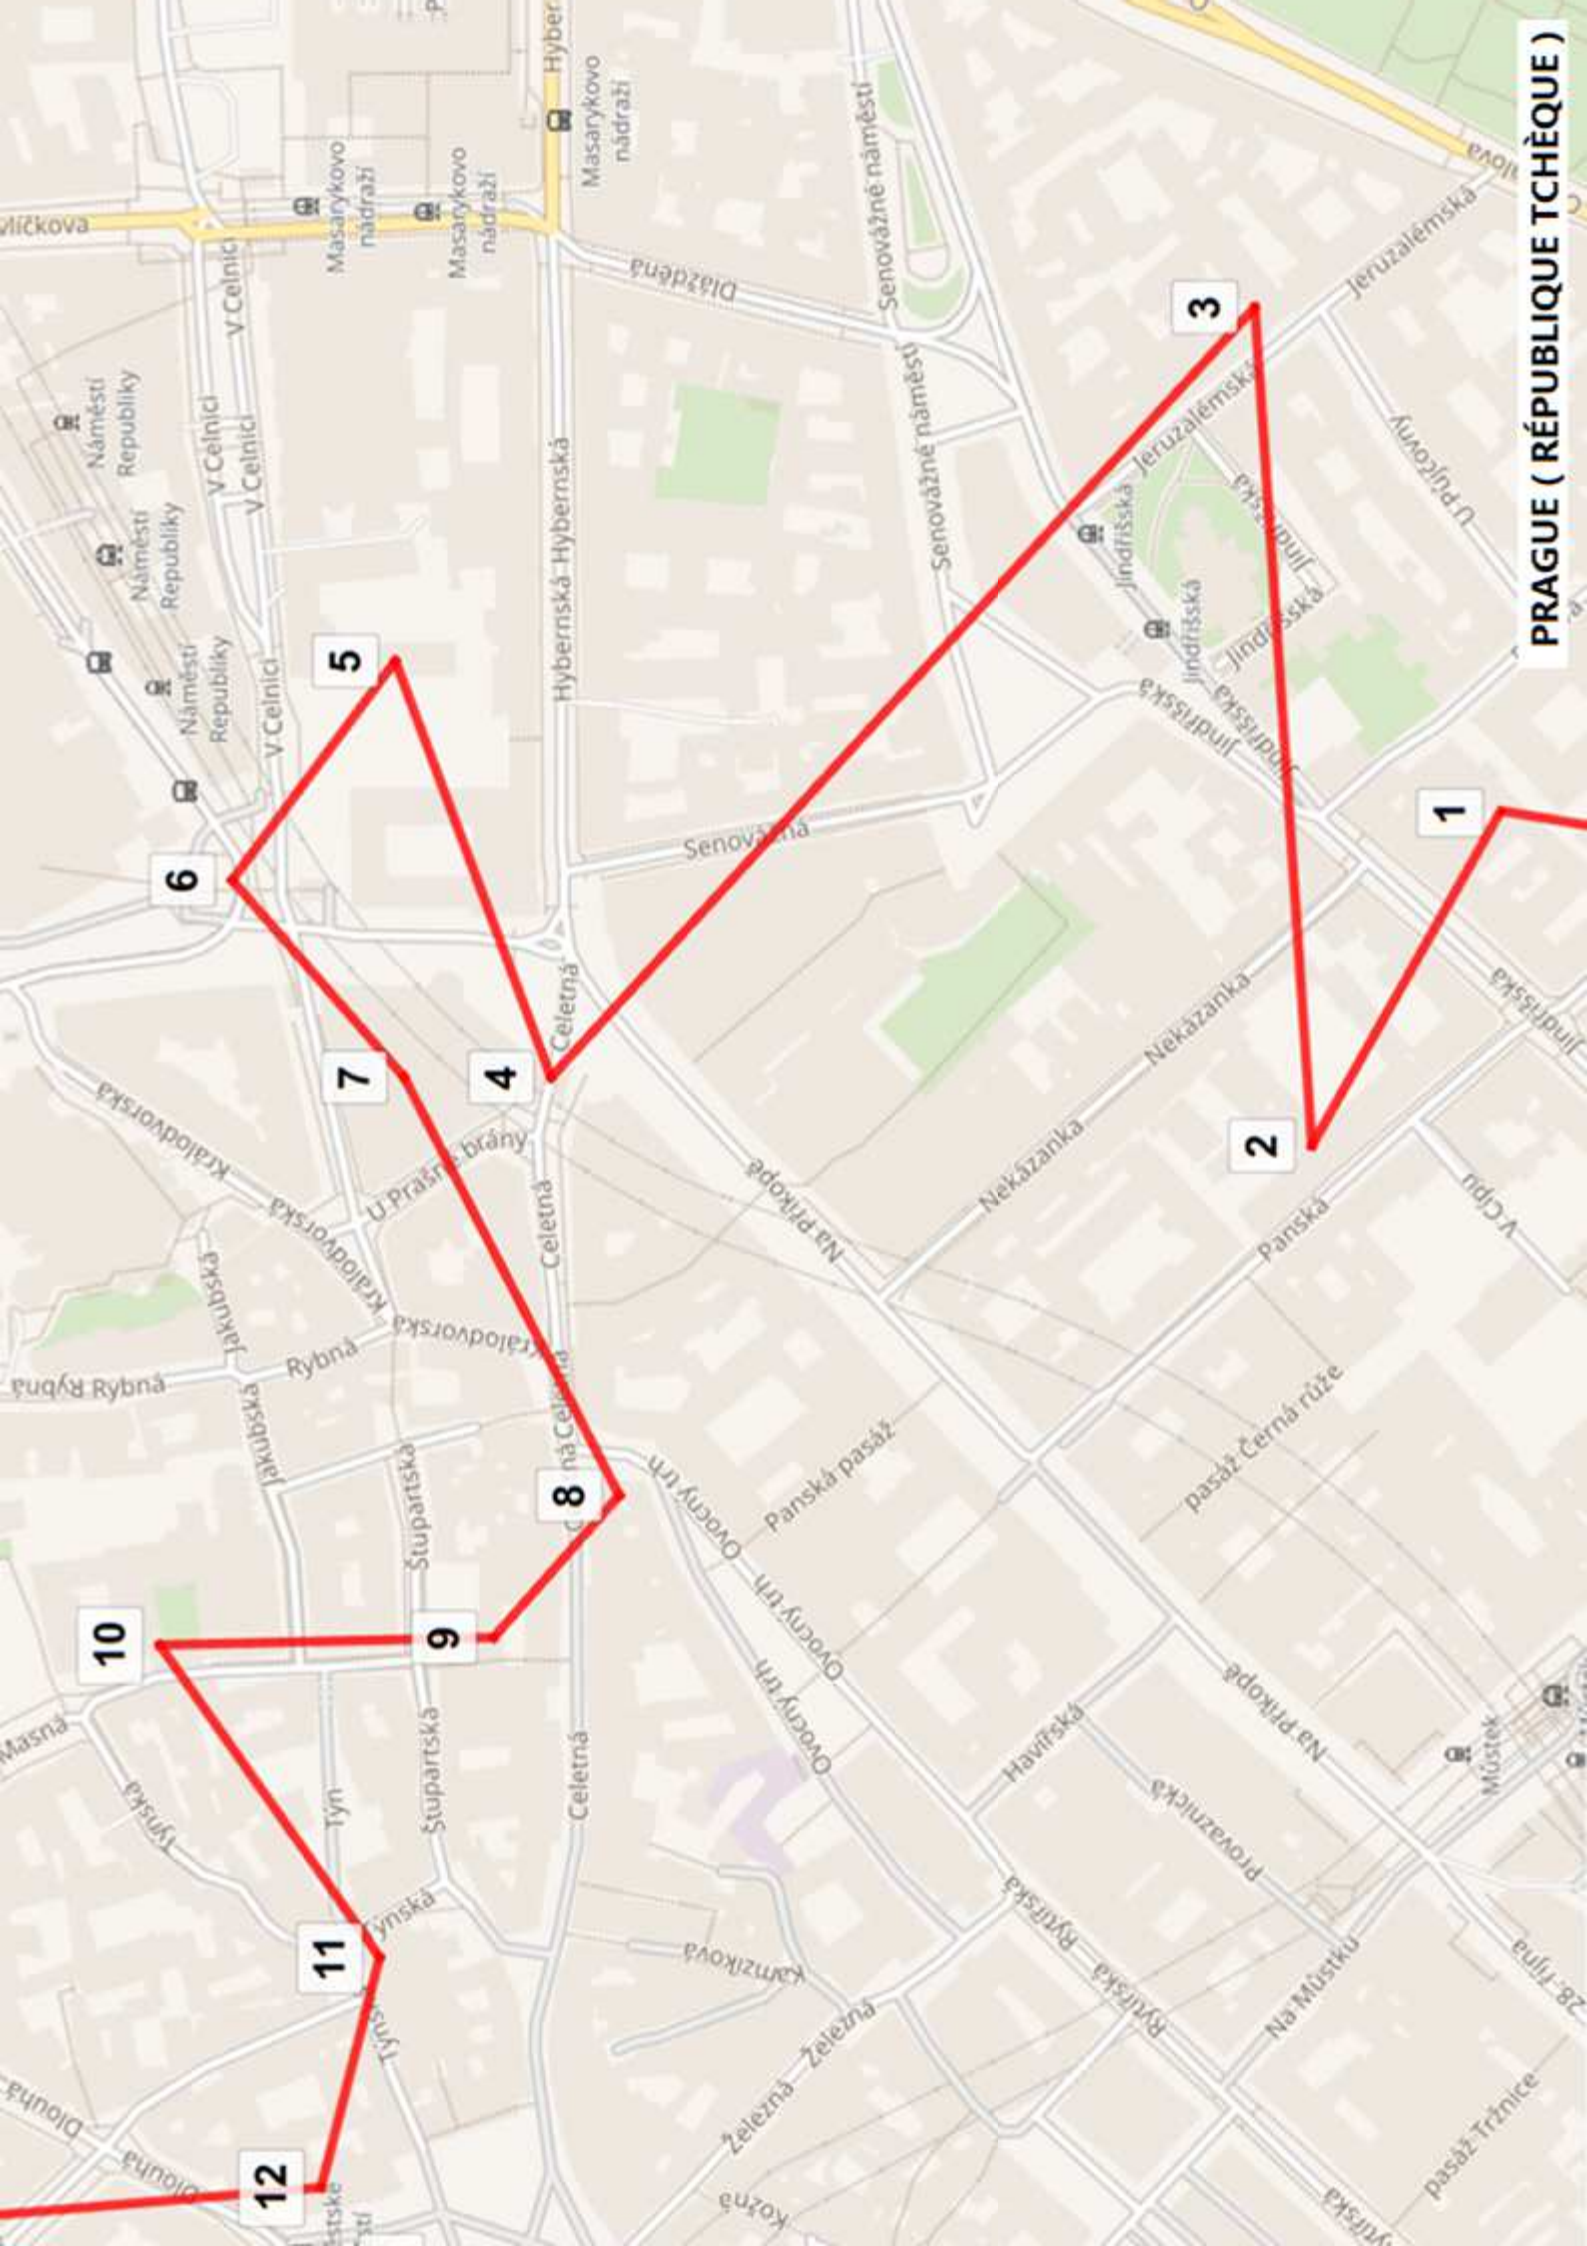 PRAGUE ( RÉPUBLIQUE TCHÈQUE )
1
2
3
4
5
6
7
8
9
10
11
12
Masarykovo
nádraží
Masarykovo
nádraží
Masarykovo
nádraží
V Celnici
V Celnici
V Celnici
V Celnici
Náměstí
Republiky
Náměstí
Republiky
Náměstí
Republiky
Dlážděná
Hybernská
Hybernská
Senovážné náměstí
Senovážné náměstí
Senovážná
Jeruzalémská
Jeruzalémská
U Půjčovny
Jindřišská
Jindřišská
Jindřišská
Jindřišská
Jindřišská
Jindřišská
Nekázanka
Nekázanka
Panská
V Cípu
Na Příkopě
Na Příkopě
Celetná
Celetná
Celetná
U Prašné brány
Králodvorská
Králodvorská
Králodvorská
Jakubská
Jakubská
Rybná
Rybná
Rybná
Štupartská
Štupartská
Masná
Týnská
Týn
Týnská
Dlouhá
Dlouhá
Ovocný trh
Ovocný trh
Ovocný trh
Panská pasáž
pasáž Černá růže
Havířská
Provaznická
Můstek
Kamzíková
Železná
Železná
Rytířská
Rytířská
Rytířská
Na Můstku
28. října
pasáž Tržnice
Kožná